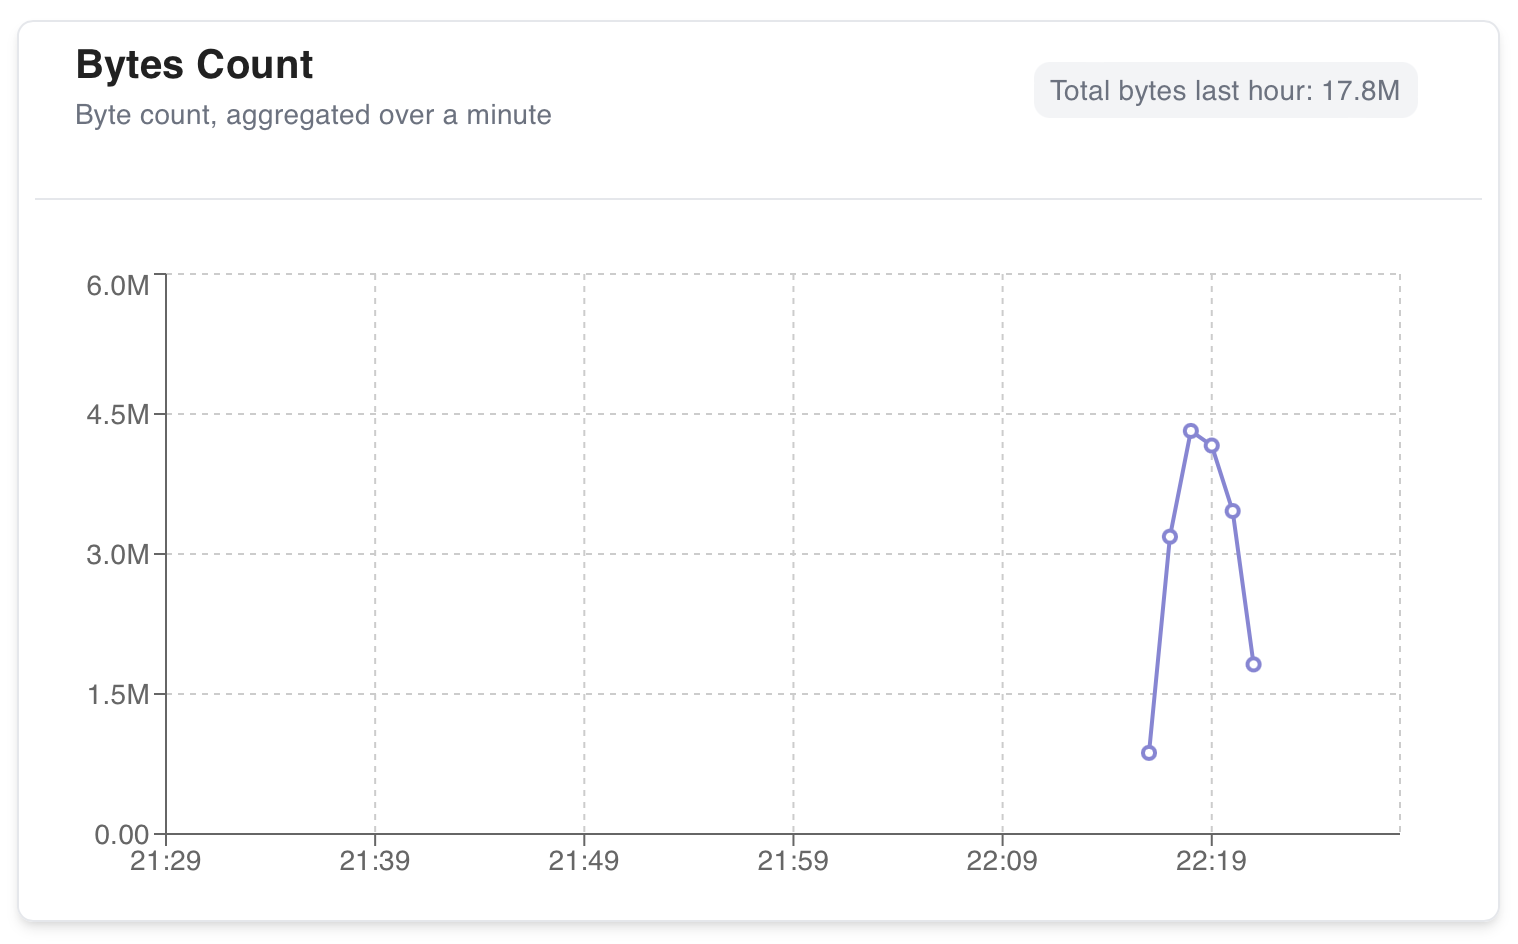 Bytes Count
Byte count, aggregated over a minute
Total bytes last hour: 17.8M
6.0M
4.5M
3.0M
1.5M
0.00
21:29 21:39 21:49 21:59 22:09 22:19